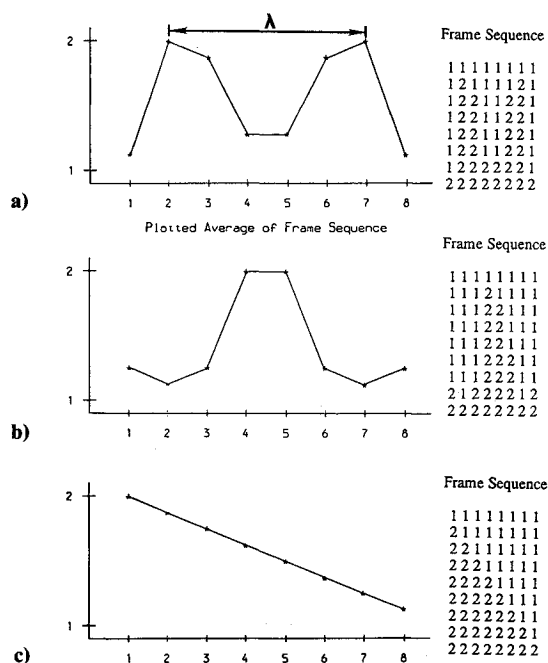 λ
Frame Sequence
2
1
1 1 1 1 1 1 1 1
1 2 1 1 1 1 2 1
1 2 2 1 1 2 2 1
1 2 2 1 1 2 2 1
1 2 2 1 1 2 2 1
1 2 2 1 1 2 2 1
1 2 2 2 2 2 2 1
2 2 2 2 2 2 2 2
a)
1 2 3 4 5 6 7 8
Plotted Average of Frame Sequence
Frame Sequence
2
1
1 1 1 1 1 1 1 1
1 1 1 2 1 1 1 1
1 1 1 2 2 1 1 1
1 1 1 2 2 1 1 1
1 1 1 2 2 1 1 1
1 1 1 2 2 2 1 1
1 1 1 2 2 2 1 1
2 1 2 2 2 2 1 2
2 2 2 2 2 2 2 2
b)
1 2 3 4 5 6 7 8
Frame Sequence
2
1
1 1 1 1 1 1 1 1
2 1 1 1 1 1 1 1
2 2 1 1 1 1 1 1
2 2 2 1 1 1 1 1
2 2 2 2 1 1 1 1
2 2 2 2 2 1 1 1
2 2 2 2 2 2 1 1
2 2 2 2 2 2 2 1
2 2 2 2 2 2 2 2
c)
1 2 3 4 5 6 7 8